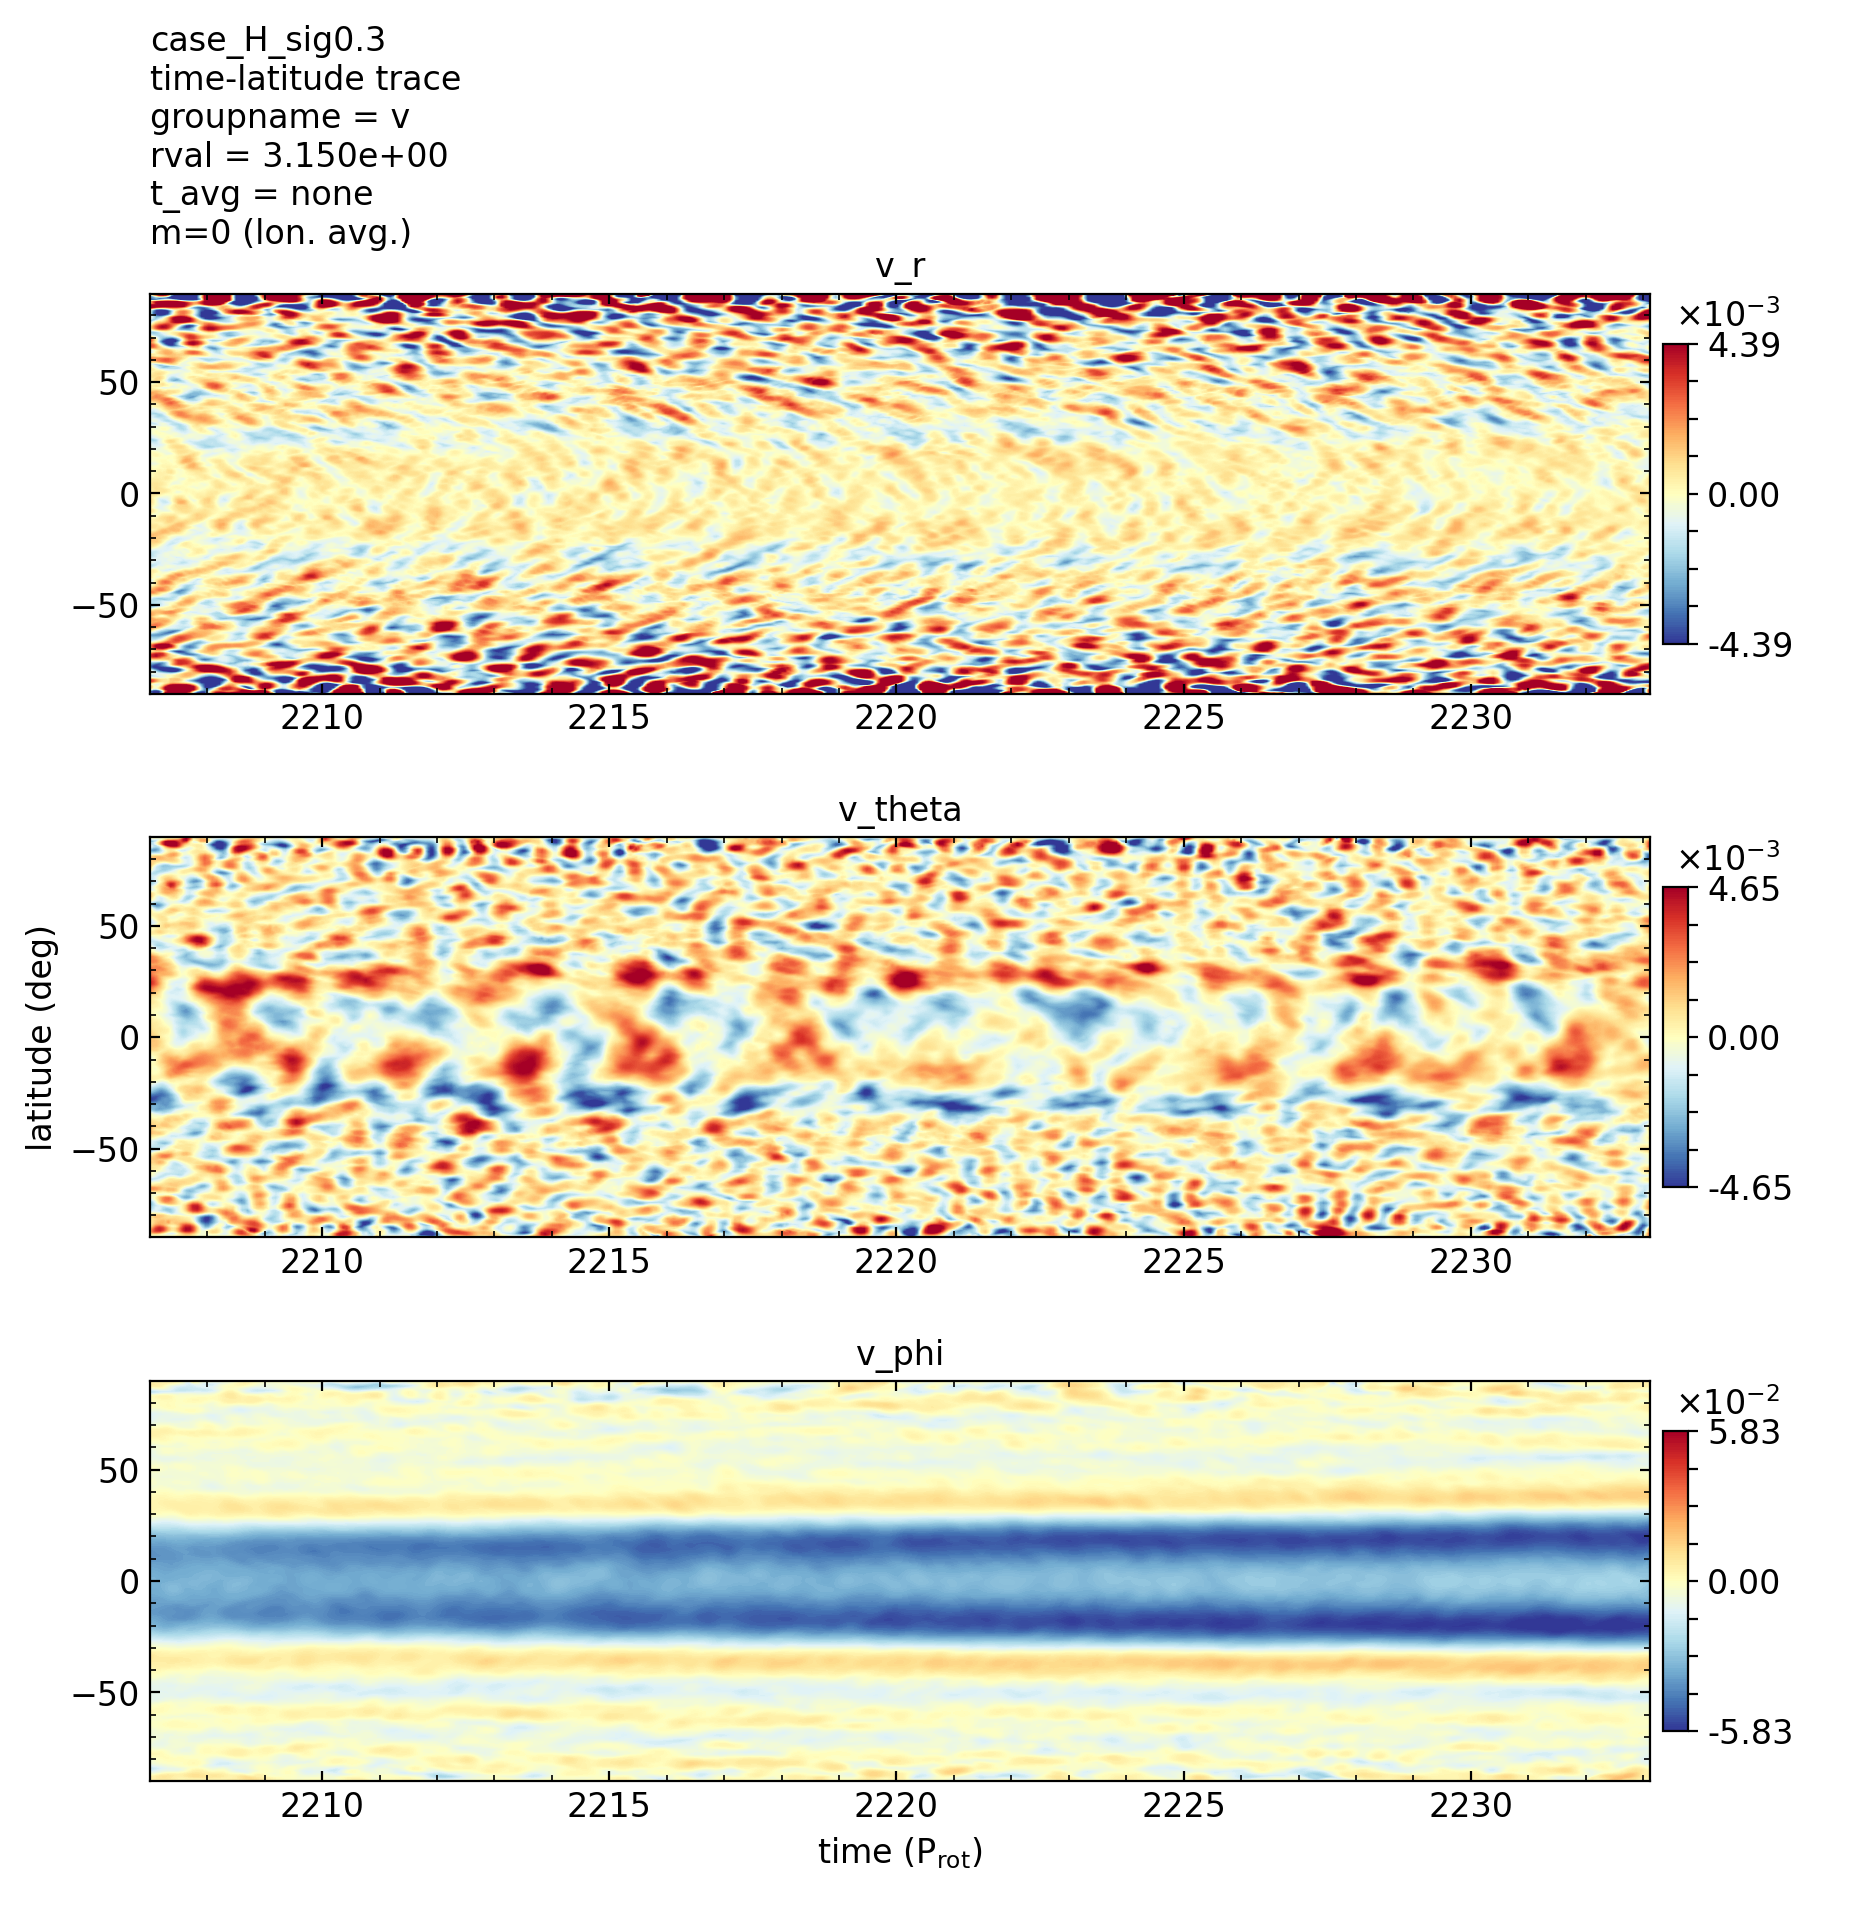 case_H_sig0.3
time-latitude trace
groupname = v
rval = 3.150e+00
t_avg = none
m=0 (lon. avg.)
v_r
×10⁻³
4.39
0.00
-4.39
50
0
−50
2210 2215 2220 2225 2230
v_theta
×10⁻³
4.65
0.00
-4.65
latitude (deg)
50
0
−50
2210 2215 2220 2225 2230
v_phi
×10⁻²
5.83
0.00
-5.83
50
0
−50
2210 2215 2220 2225 2230
time (P_rot)